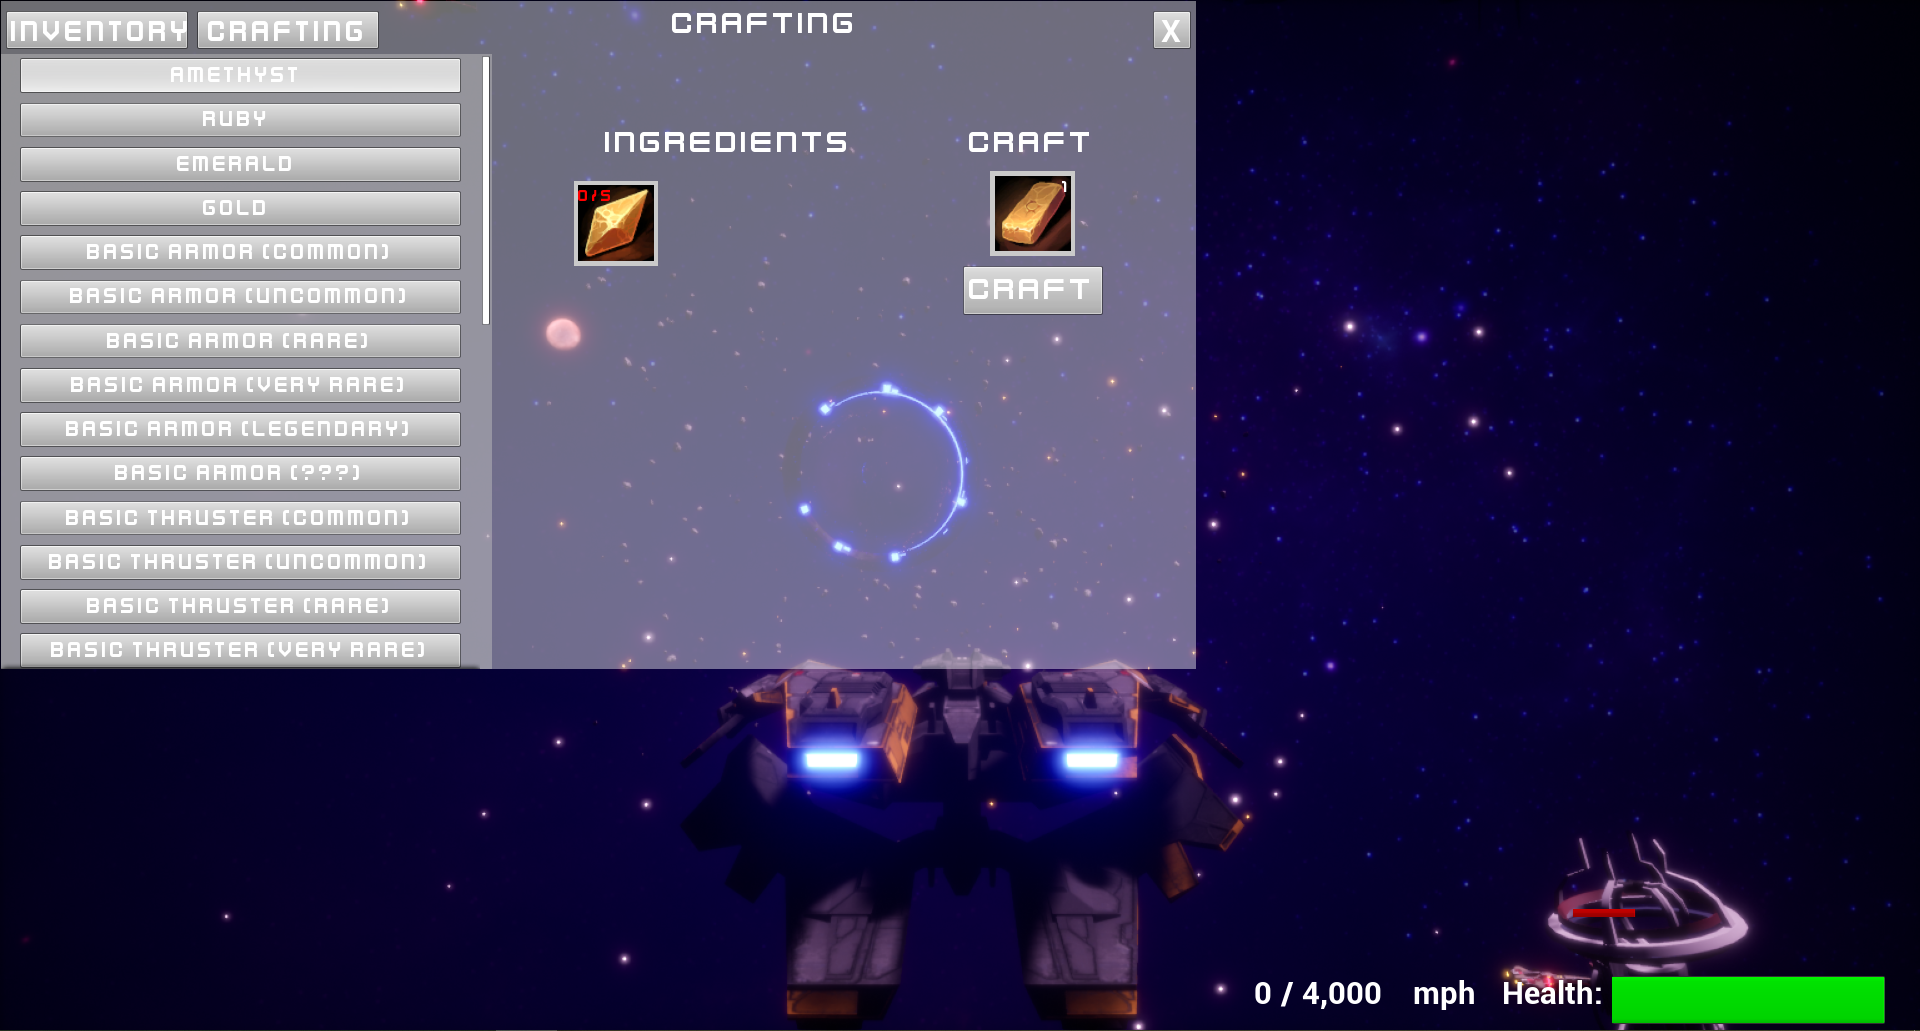 INVENTORY
CRAFTING
CRAFTING
X
AMETHYST
RUBY
EMERALD
GOLD
BASIC ARMOR (COMMON)
BASIC ARMOR (UNCOMMON)
BASIC ARMOR (RARE)
BASIC ARMOR (VERY RARE)
BASIC ARMOR (LEGENDARY)
BASIC ARMOR (???)
BASIC THRUSTER (COMMON)
BASIC THRUSTER (UNCOMMON)
BASIC THRUSTER (RARE)
BASIC THRUSTER (VERY RARE)
INGREDIENTS
CRAFT
0/5
1
CRAFT
0 / 4,000 mph Health: